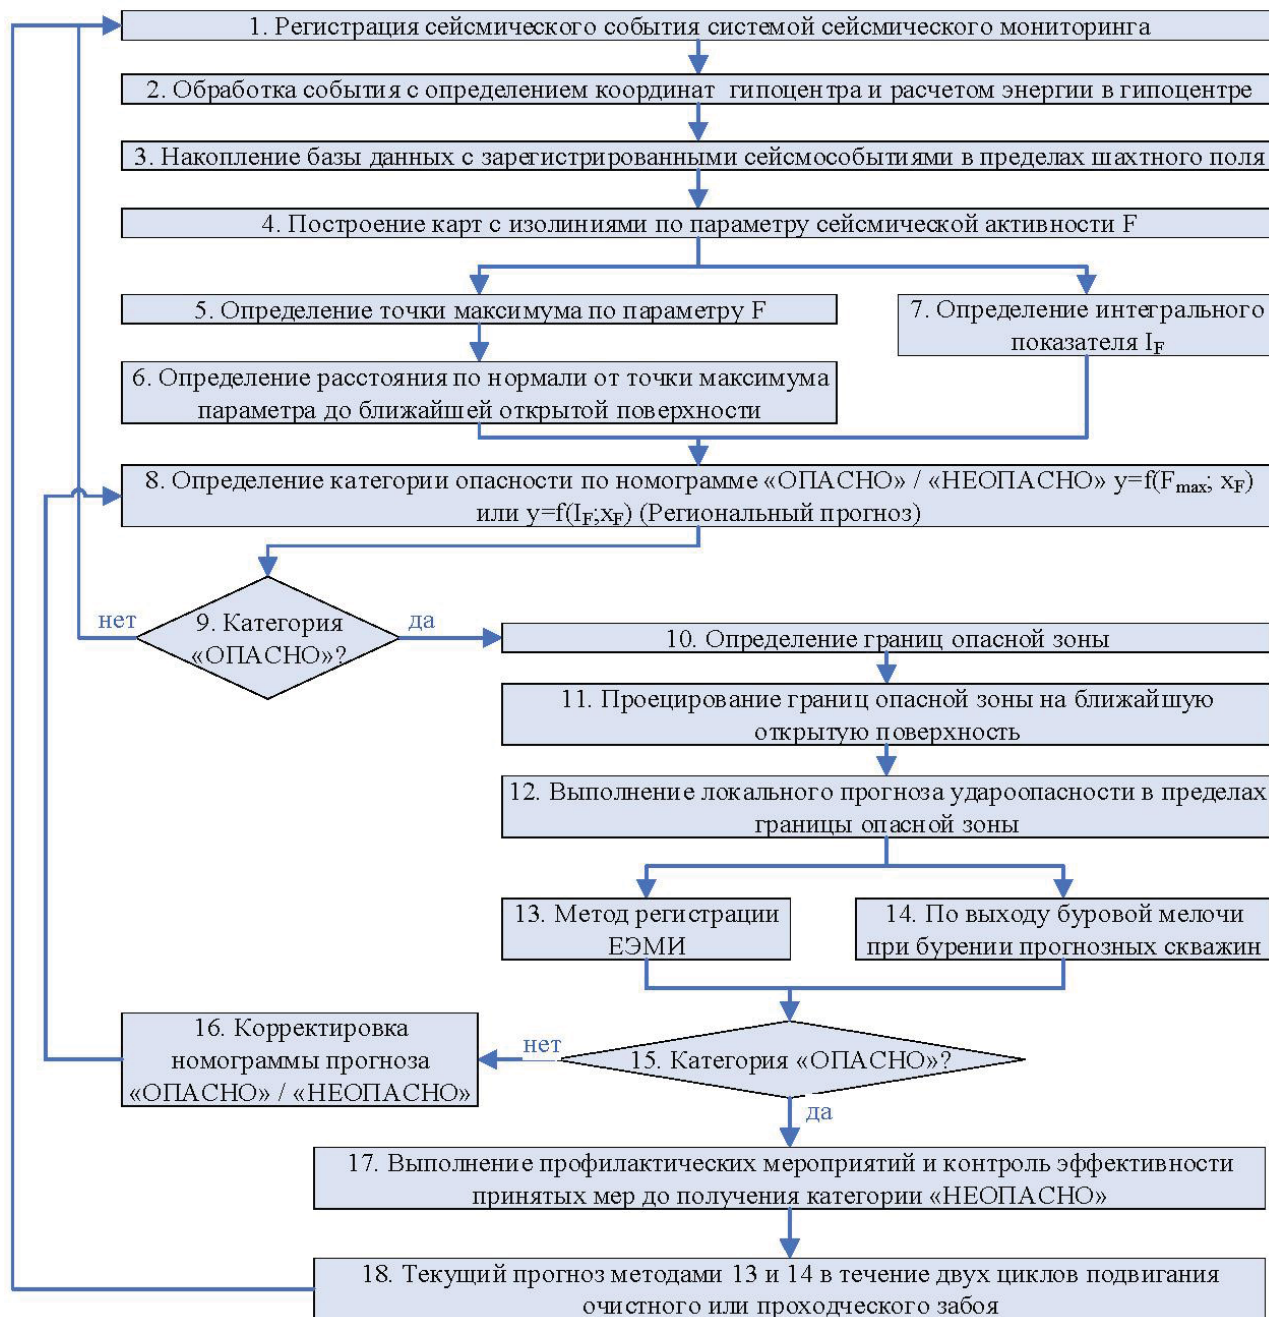 1. Регистрация сейсмического события системой сейсмического мониторинга
2. Обработка события с определением координат гипоцентра и расчетом энергии в гипоцентре
3. Накопление базы данных с зарегистрированными сейсмособытиями в пределах шахтного поля
4. Построение карт с изолиниями по параметру сейсмической активности F
5. Определение точки максимума по параметру F
6. Определение расстояния по нормали от точки максимума
параметра до ближайшей открытой поверхности
7. Определение интегрального
показателя I_F
8. Определение категории опасности по номограмме «ОПАСНО» / «НЕОПАСНО» y=f(F_max; x_F)
или y=f(I_F;x_F) (Региональный прогноз)
нет
9. Категория
«ОПАСНО»?
да
10. Определение границ опасной зоны
11. Проецирование границ опасной зоны на ближайшую
открытую поверхность
12. Выполнение локального прогноза удароопасности в пределах
границы опасной зоны
13. Метод регистрации
ЕЭМИ
14. По выходу буровой мелочи
при бурении прогнозных скважин
15. Категория «ОПАСНО»?
нет
16. Корректировка
номограммы прогноза
«ОПАСНО» / «НЕОПАСНО»
да
17. Выполнение профилактических мероприятий и контроль эффективности
принятых мер до получения категории «НЕОПАСНО»
18. Текущий прогноз методами 13 и 14 в течение двух циклов подвигания
очистного или проходческого забоя